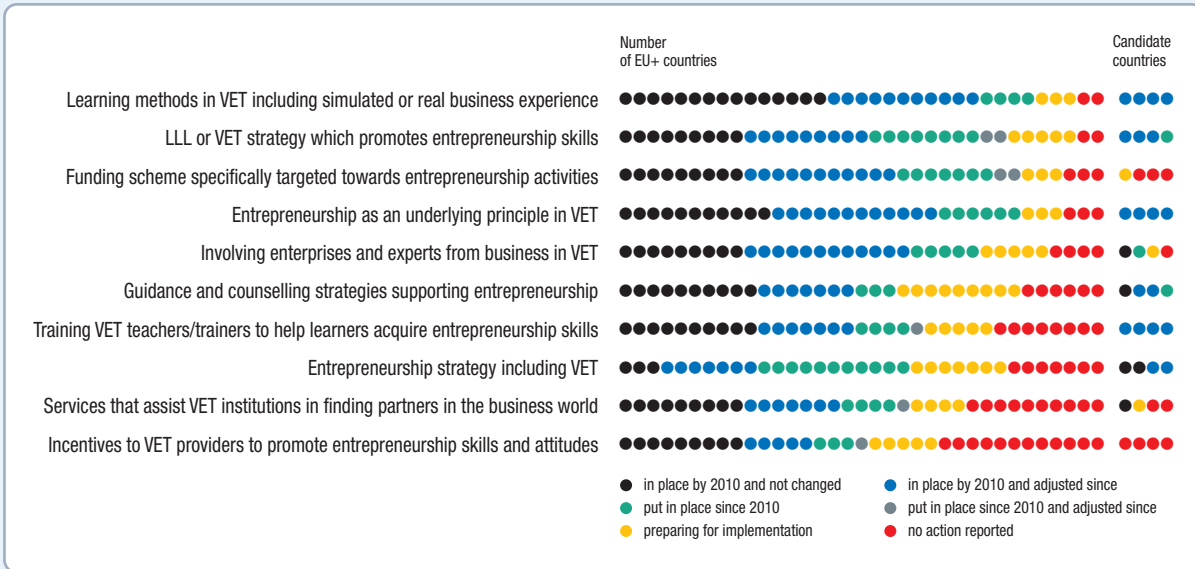 Number
of EU+ countries
Candidate
countries
Learning methods in VET including simulated or real business experience
LLL or VET strategy which promotes entrepreneurship skills
Funding scheme specifically targeted towards entrepreneurship activities
Entrepreneurship as an underlying principle in VET
Involving enterprises and experts from business in VET
Guidance and counselling strategies supporting entrepreneurship
Training VET teachers/trainers to help learners acquire entrepreneurship skills
Entrepreneurship strategy including VET
Services that assist VET institutions in finding partners in the business world
Incentives to VET providers to promote entrepreneurship skills and attitudes
in place by 2010 and not changed
in place by 2010 and adjusted since
put in place since 2010
put in place since 2010 and adjusted since
preparing for implementation
no action reported